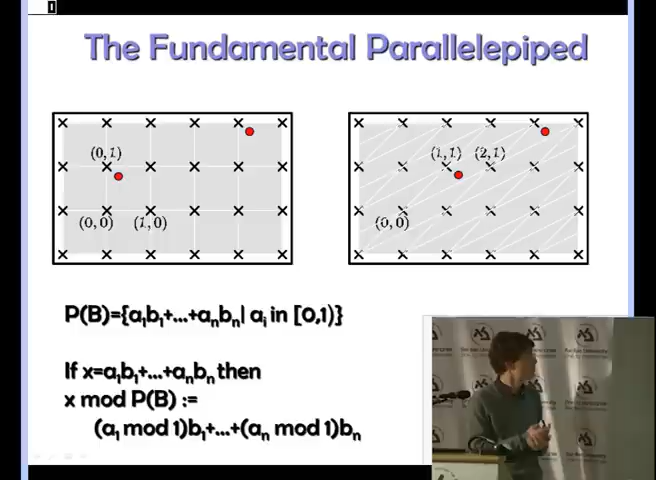 The Fundamental Parallelepiped
(0,1)
(0,0) (1,0)
(1,1) (2,1)
(0,0)
P(B)={a₁b₁+...+aₙbₙ| aᵢ in [0,1)}
If x=a₁b₁+...+aₙbₙ then
x mod P(B) :=
(a₁ mod 1)b₁+...+(aₙ mod 1)bₙ